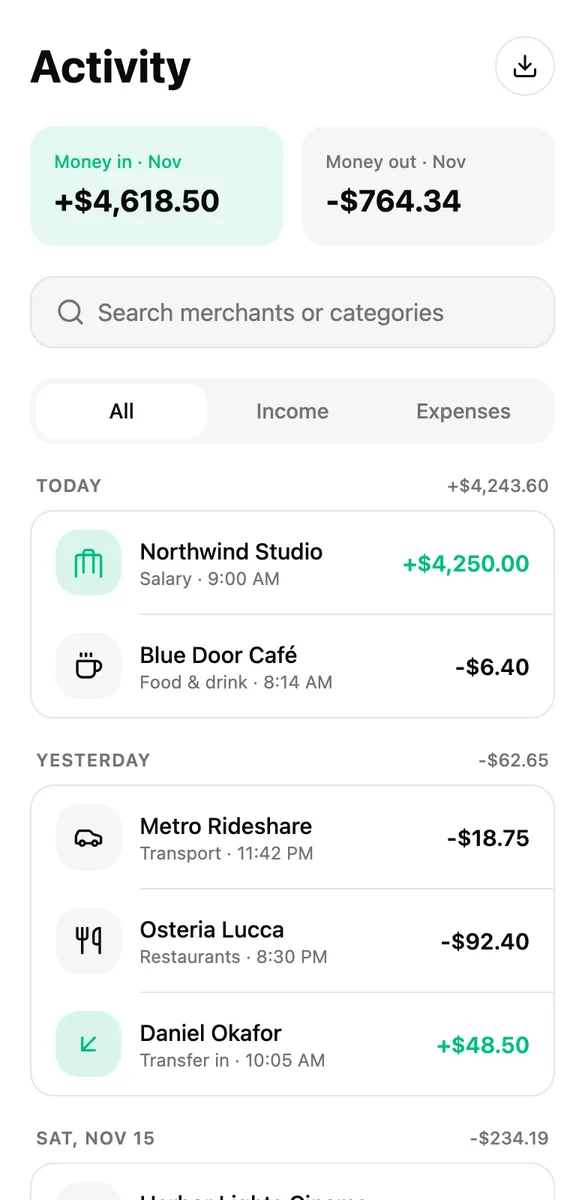 Activity
Money in · Nov
+$4,618.50
Money out · Nov
-$764.34
Search merchants or categories
All
Income
Expenses
TODAY
+$4,243.60
Northwind Studio
+$4,250.00
Salary · 9:00 AM
Blue Door Café
-$6.40
Food & drink · 8:14 AM
YESTERDAY
-$62.65
Metro Rideshare
-$18.75
Transport · 11:42 PM
Osteria Lucca
-$92.40
Restaurants · 8:30 PM
Daniel Okafor
+$48.50
Transfer in · 10:05 AM
SAT, NOV 15
-$234.19